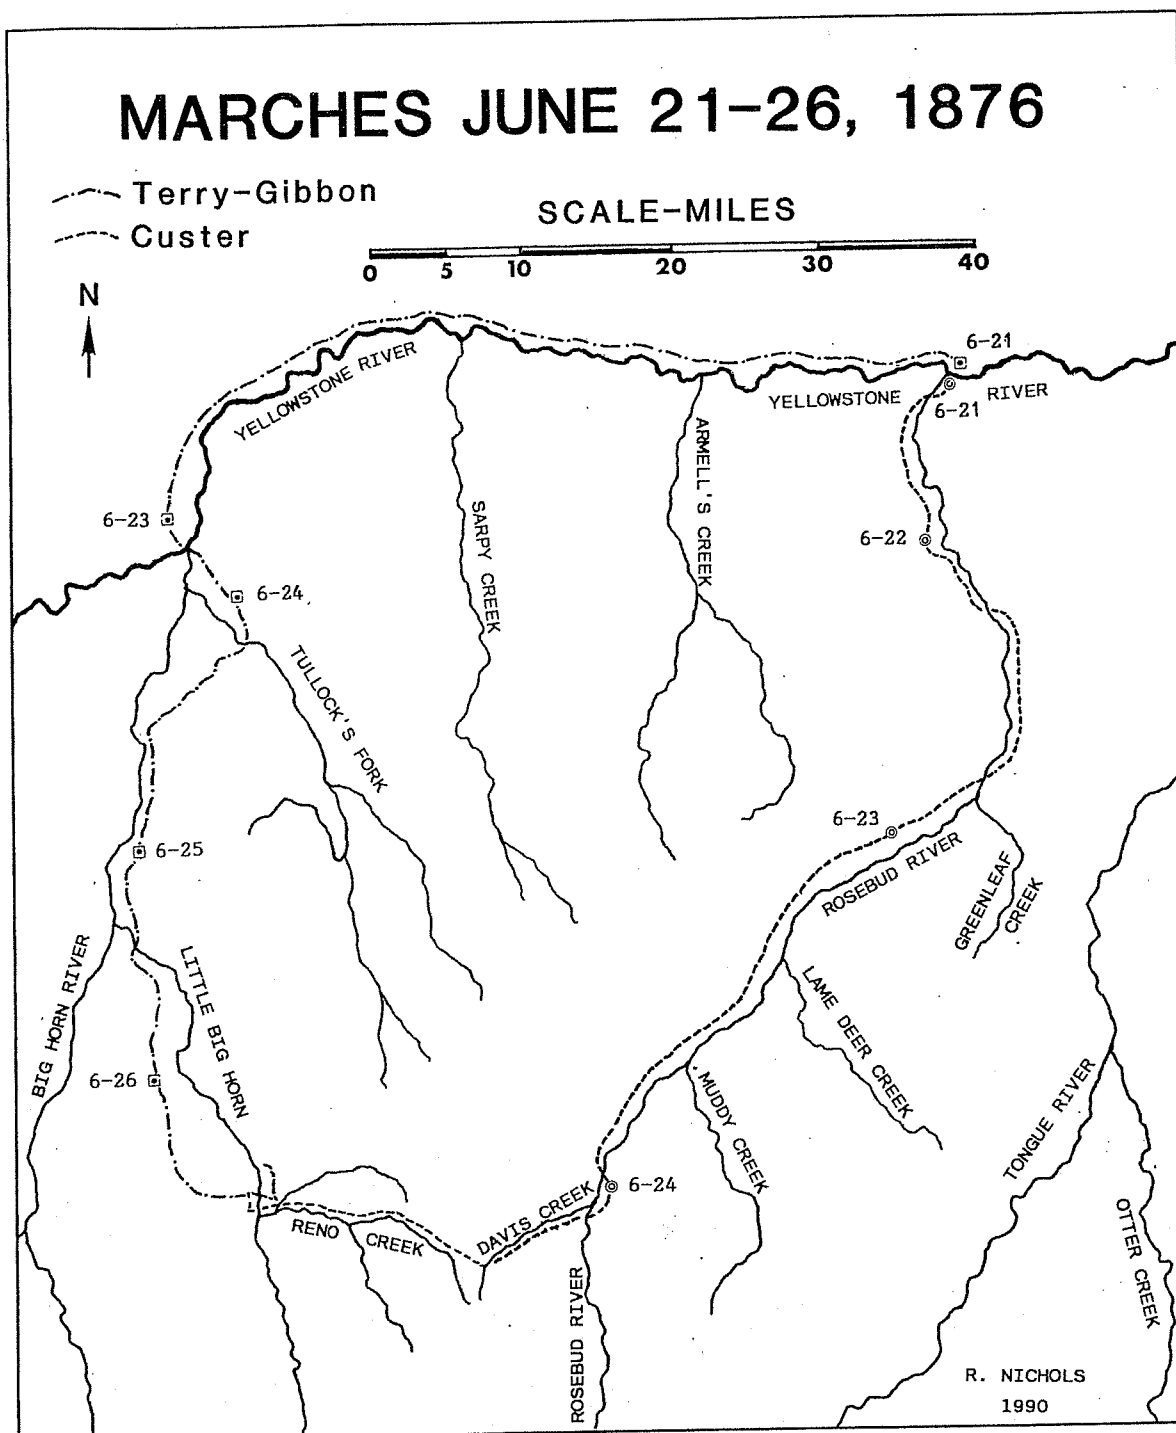 MARCHES JUNE 21-26, 1876
Terry-Gibbon
Custer
SCALE-MILES
0 5 10 20 30 40
N
6-21
YELLOWSTONE RIVER
YELLOWSTONE RIVER
6-21
ARMELL'S CREEK
SARPY CREEK
6-23
6-22
6-24
TULLOCK'S FORK
6-23
6-25
ROSEBUD RIVER
GREENLEAF
CREEK
BIG HORN RIVER
LITTLE BIG HORN
LAME DEER CREEK
6-26
MUDDY CREEK
TONGUE RIVER
6-24
DAVIS CREEK
RENO CREEK
OTTER CREEK
ROSEBUD RIVER
R. NICHOLS
1990